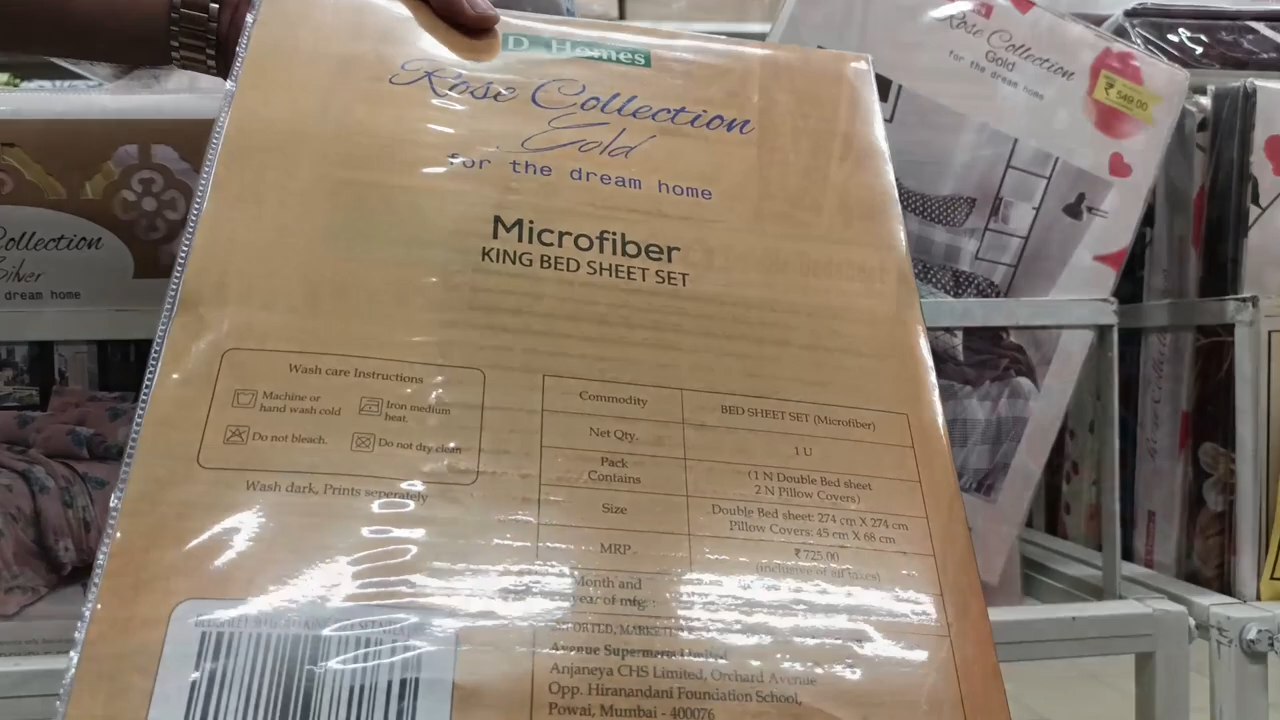 D Homes
Rose Collection
Gold
for the dream home
Microfiber
KING BED SHEET SET
Wash care Instructions
Machine or
hand wash cold
Iron medium
heat.
Do not bleach.
Do not dry clean
Wash dark, Prints seperately
Commodity
BED SHEET SET (Microfiber)
Net Qty.
1 U
Pack
Contains
(1 N Double Bed sheet
2 N Pillow Covers)
Size
Double Bed sheet: 274 cm X 274 cm
Pillow Covers: 45 cm X 68 cm
MRP
₹ 725.00
(inclusive of all taxes)
Month and
year of mfg. :
Avenue Supermarts Limited
Anjaneya CHS Limited, Orchard Avenue
Opp. Hiranandani Foundation School,
Powai, Mumbai - 400076
Rose Collection
Gold
for the dream home
₹ 549.00
Collection
Silver
dream home